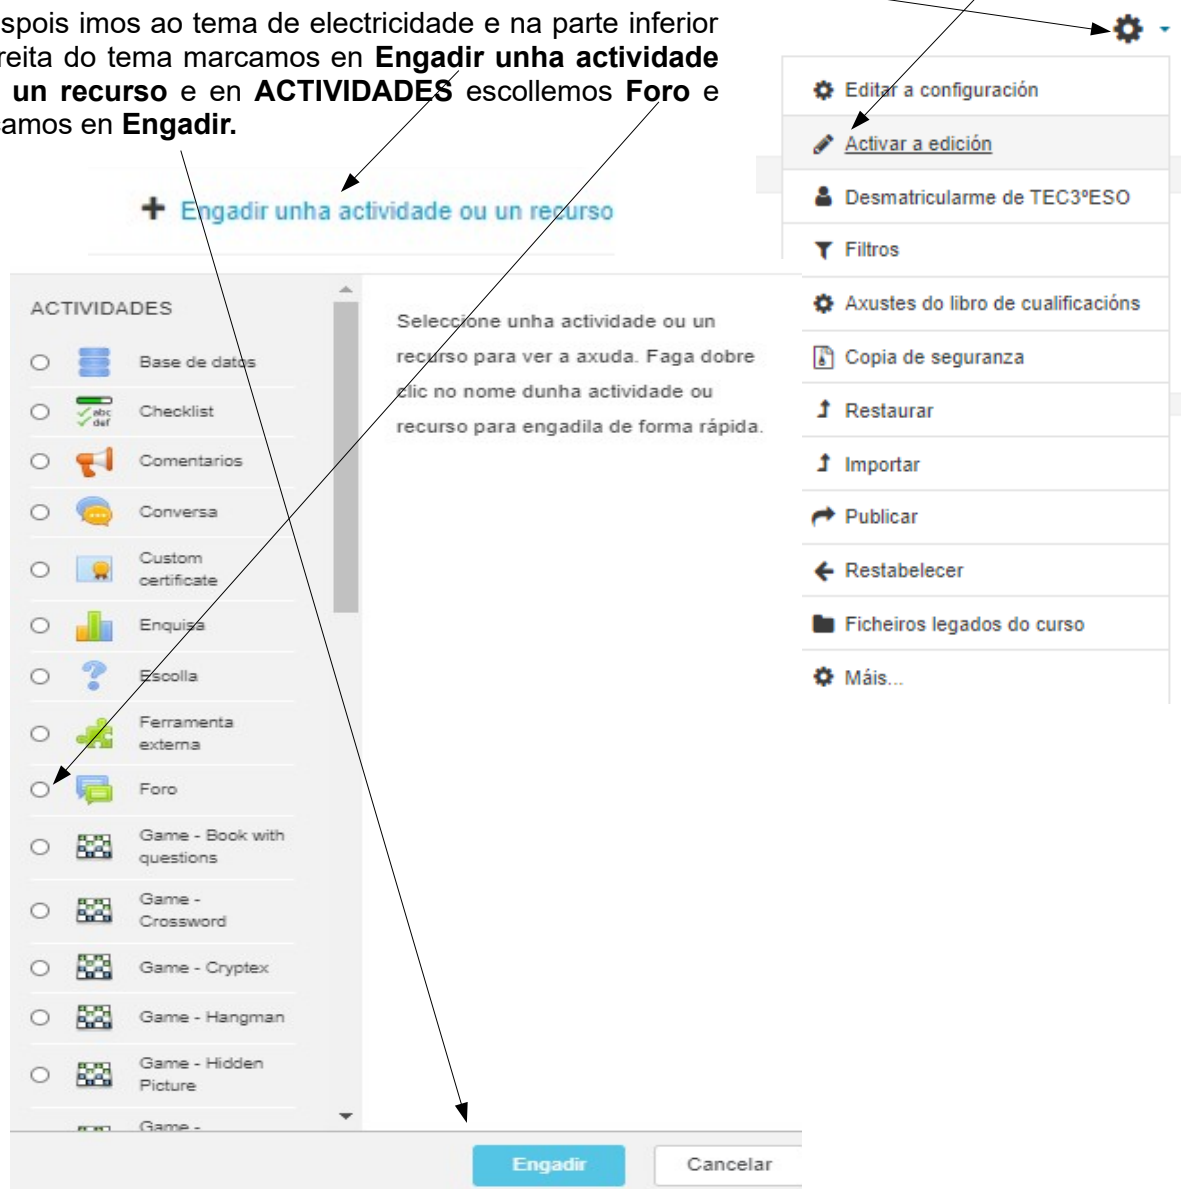 spois imos ao tema de electricidade e na parte inferior
reita do tema marcamos en Engadir unha actividade
un recurso e en ACTIVIDADES escollemos Foro e
camos en Engadir.
Engadir unha actividade ou un recurso
Editar a configuración
Activar a edición
Desmatricularme de TEC3ºESO
Filtros
Axustes do libro de cualificacións
Copia de seguranza
Restaurar
Importar
Publicar
Restabelecer
Ficheiros legados do curso
Máis...
ACTIVIDADES
Base de datos
Checklist
Comentarios
Conversa
Custom
certificate
Enquisa
Escolla
Ferramenta
externa
Foro
Game - Book with
questions
Game -
Crossword
Game - Cryptex
Game - Hangman
Game - Hidden
Picture
Game -
Seleccione unha actividade ou un
recurso para ver a axuda. Faga dobre
clic no nome dunha actividade ou
recurso para engadila de forma rápida.
Engadir
Cancelar